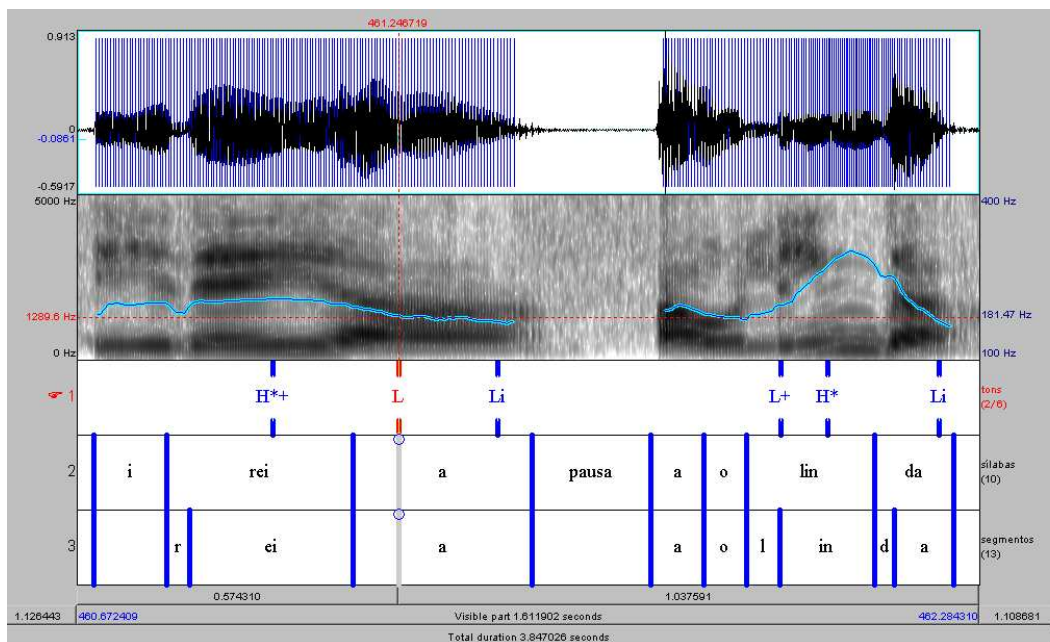 461.246719
0.913
0
-0.0861
-0.5917
5000 Hz 400 Hz
1289.6 Hz 181.47 Hz
0 Hz 100 Hz
1 H*+ L Li L+ H* Li tons
(2/6)
2 i rei a pausa a o lin da sílabas
(10)
3 r ei a a o l in d a segmentos
(13)
0.574310 1.037591
1.126443 460.672409 Visible part 1.611902 seconds 462.284310 1.108681
Total duration 3.847026 seconds